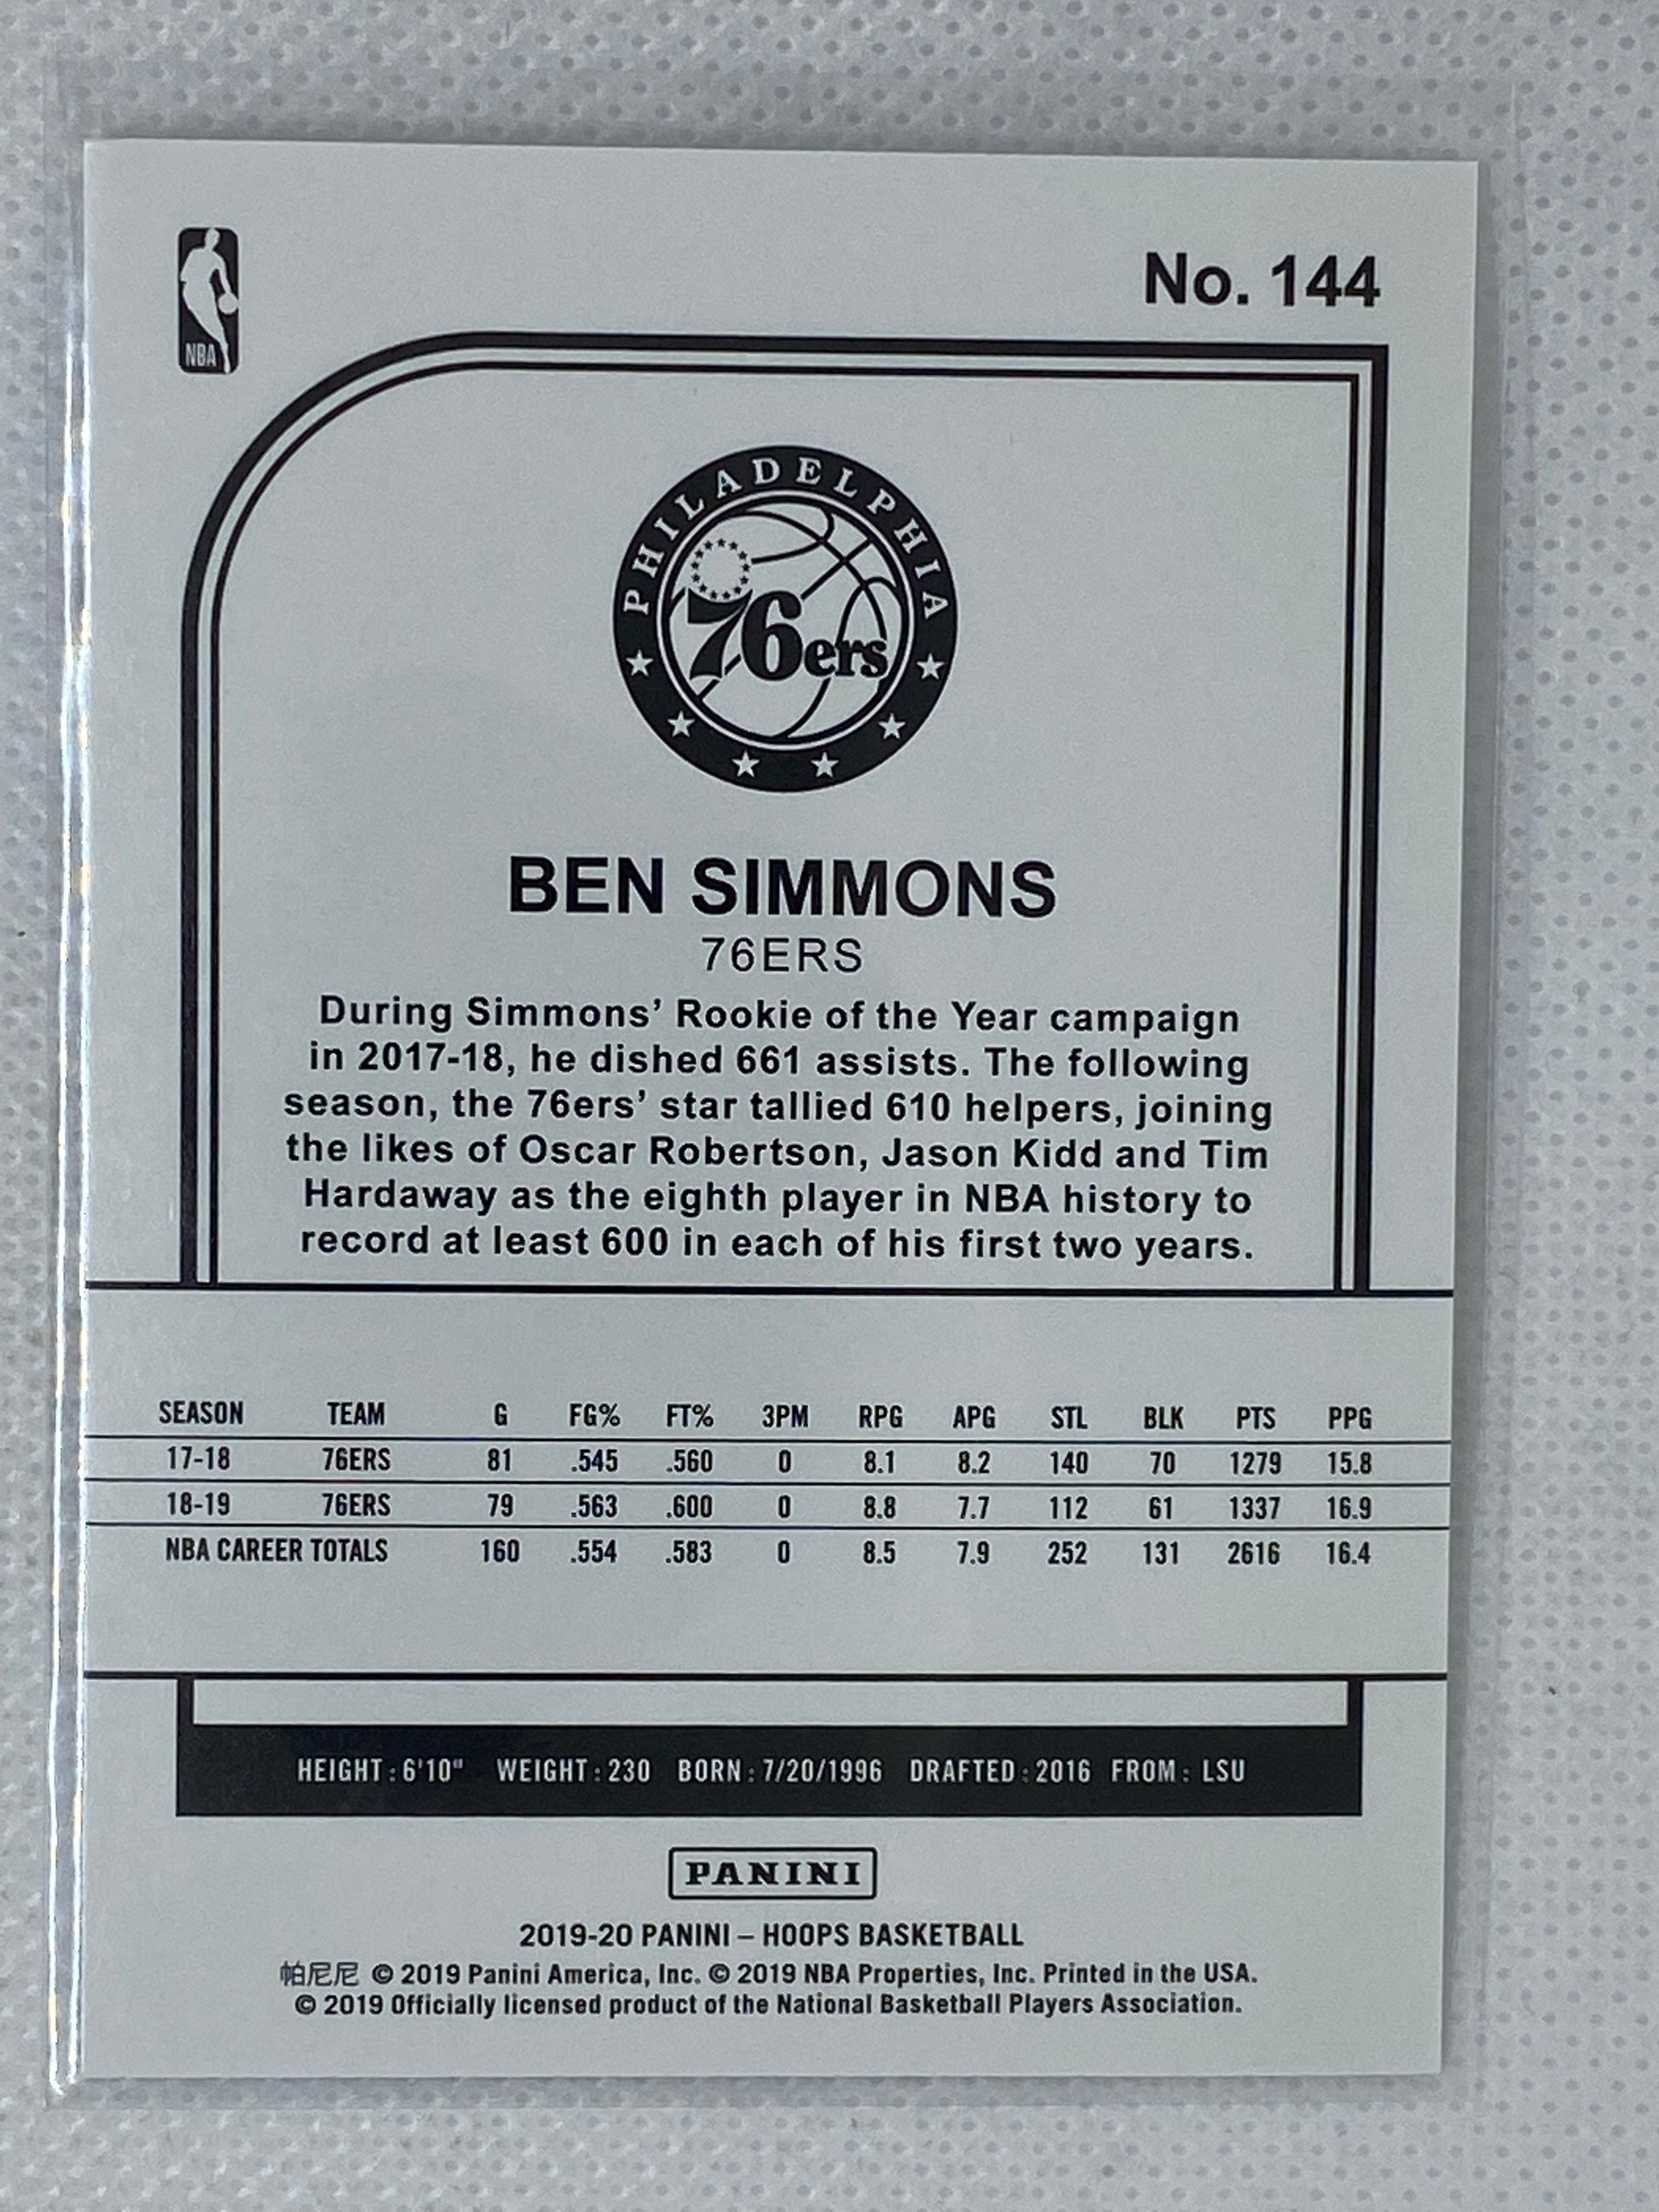 NBA
No. 144
PHILADELPHIA
76ers
BEN SIMMONS
76ERS
During Simmons’ Rookie of the Year campaign
in 2017-18, he dished 661 assists. The following
season, the 76ers’ star tallied 610 helpers, joining
the likes of Oscar Robertson, Jason Kidd and Tim
Hardaway as the eighth player in NBA history to
record at least 600 in each of his first two years.
SEASON TEAM G FG% FT% 3PM RPG APG STL BLK PTS PPG
17-18 76ERS 81 .545 .560 0 8.1 8.2 140 70 1279 15.8
18-19 76ERS 79 .563 .600 0 8.8 7.7 112 61 1337 16.9
NBA CAREER TOTALS 160 .554 .583 0 8.5 7.9 252 131 2616 16.4
HEIGHT: 6'10" WEIGHT: 230 BORN: 7/20/1996 DRAFTED: 2016 FROM: LSU
PANINI
2019-20 PANINI – HOOPS BASKETBALL
帕尼尼 © 2019 Panini America, Inc. © 2019 NBA Properties, Inc. Printed in the USA.
© 2019 Officially licensed product of the National Basketball Players Association.